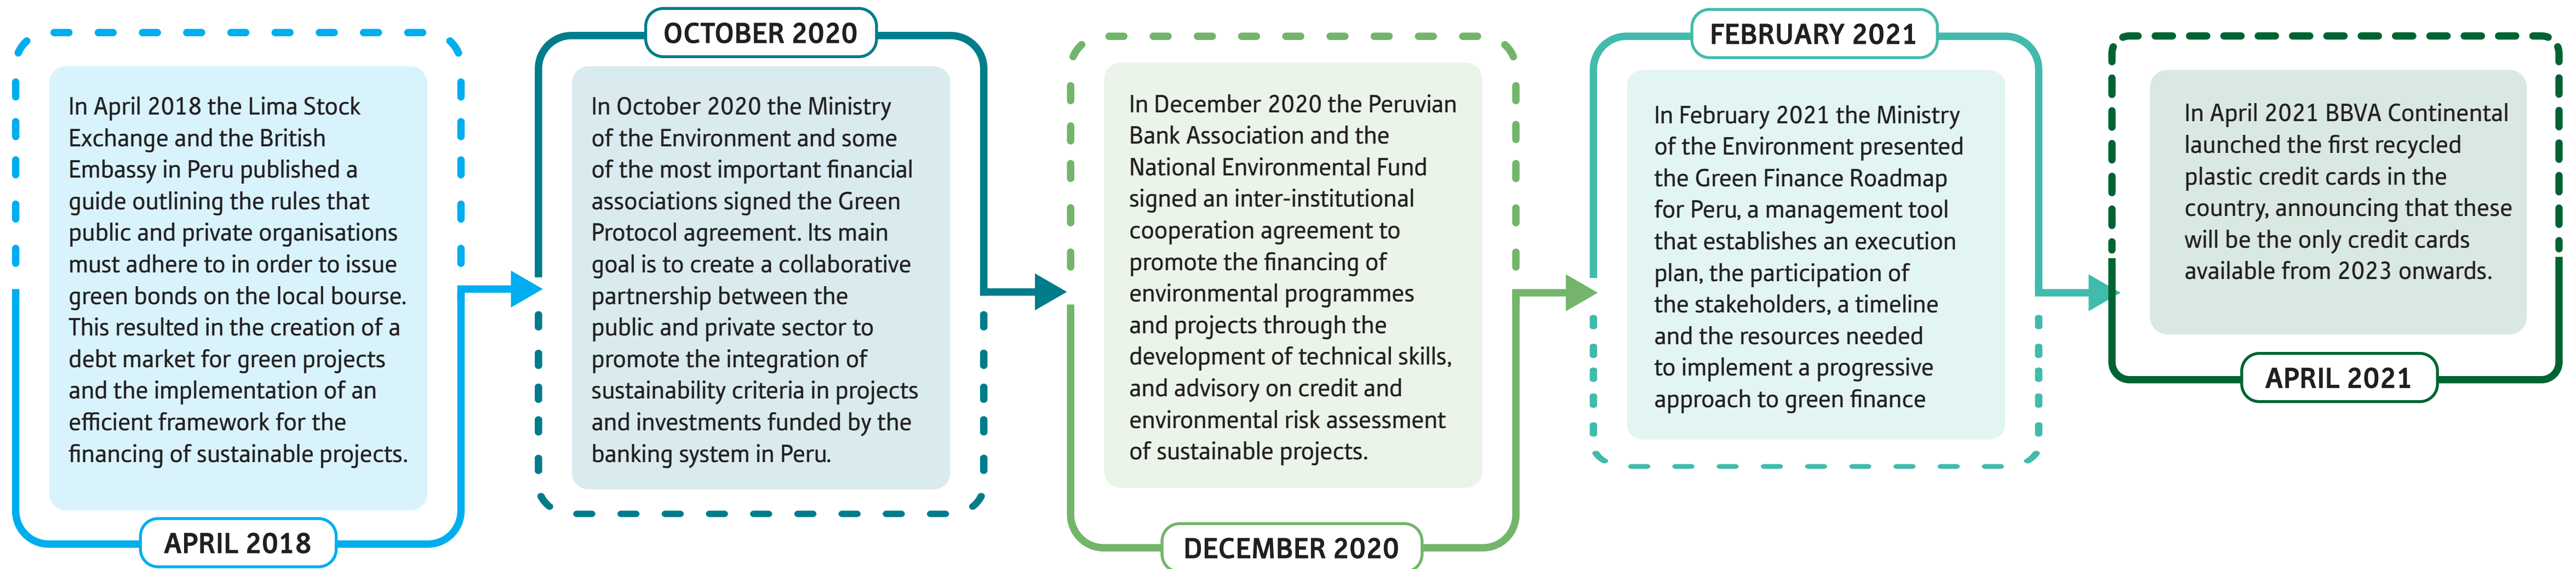 In April 2018 the Lima Stock
Exchange and the British
Embassy in Peru published a
guide outlining the rules that
public and private organisations
must adhere to in order to issue
green bonds on the local bourse.
This resulted in the creation of a
debt market for green projects
and the implementation of an
efficient framework for the
financing of sustainable projects.
APRIL 2018
OCTOBER 2020
In October 2020 the Ministry
of the Environment and some
of the most important financial
associations signed the Green
Protocol agreement. Its main
goal is to create a collaborative
partnership between the
public and private sector to
promote the integration of
sustainability criteria in projects
and investments funded by the
banking system in Peru.
In December 2020 the Peruvian
Bank Association and the
National Environmental Fund
signed an inter-institutional
cooperation agreement to
promote the financing of
environmental programmes
and projects through the
development of technical skills,
and advisory on credit and
environmental risk assessment
of sustainable projects.
DECEMBER 2020
FEBRUARY 2021
In February 2021 the Ministry
of the Environment presented
the Green Finance Roadmap
for Peru, a management tool
that establishes an execution
plan, the participation of
the stakeholders, a timeline
and the resources needed
to implement a progressive
approach to green finance
In April 2021 BBVA Continental
launched the first recycled
plastic credit cards in the
country, announcing that these
will be the only credit cards
available from 2023 onwards.
APRIL 2021